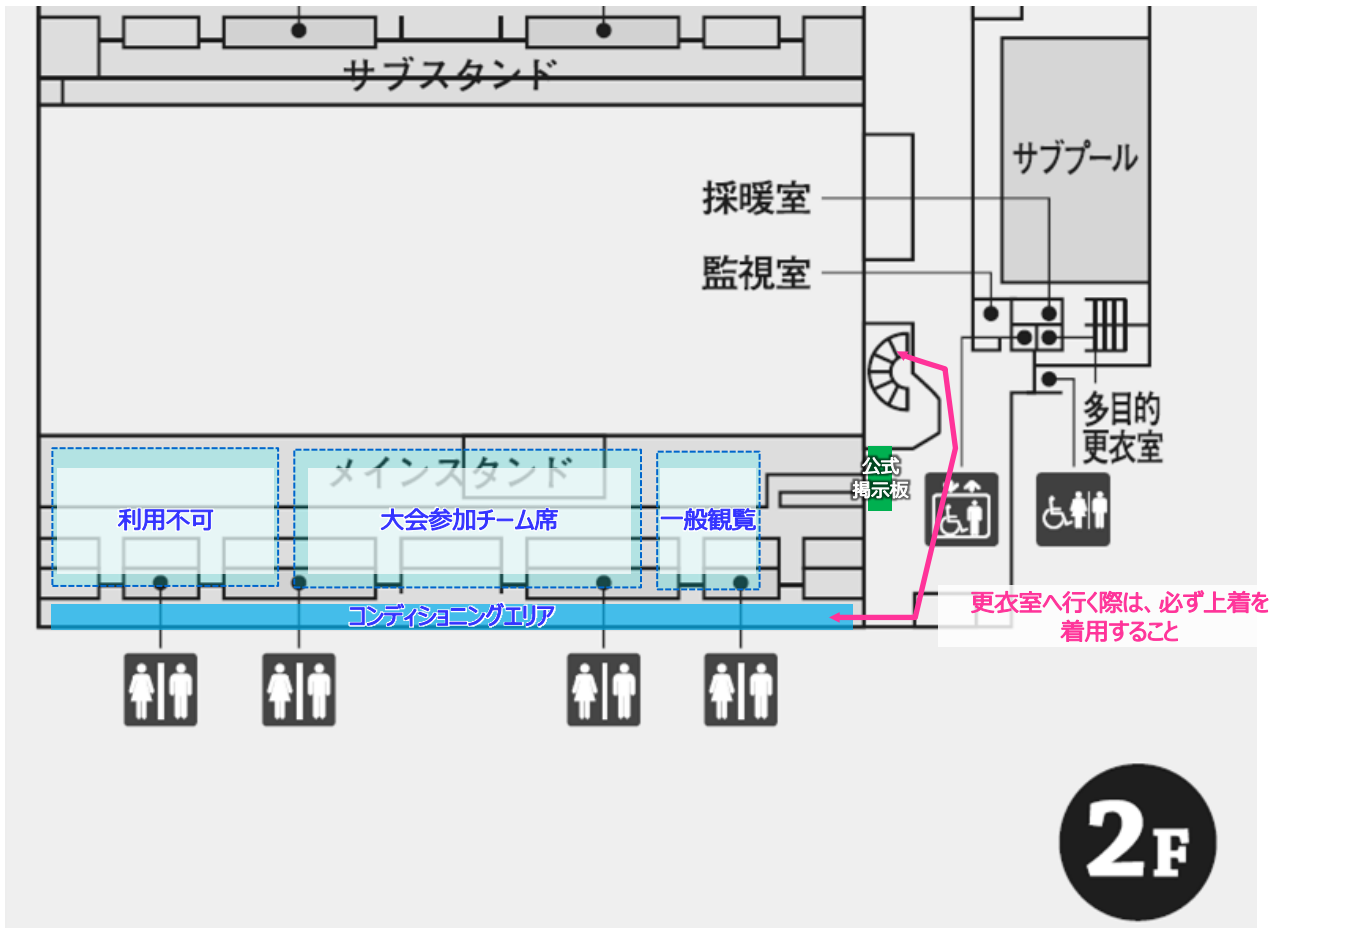 サブスタンド
サブプール
採暖室
監視室
多目的
更衣室
メインスタンド
公式
掲示板
利用不可
大会参加チーム席
一般観覧
コンディショニングエリア
更衣室へ行く際は、必ず上着を
着用すること
2F